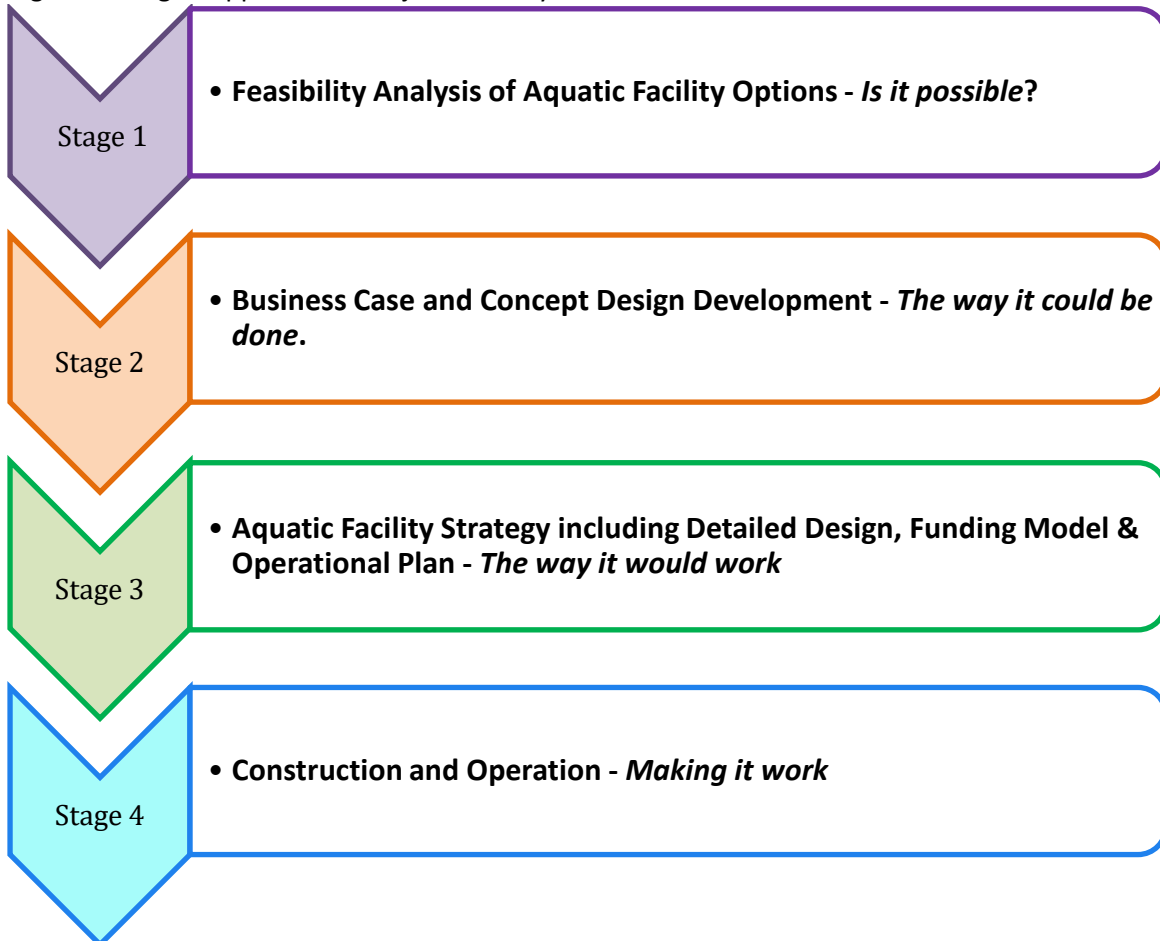 Stage 1
• Feasibility Analysis of Aquatic Facility Options - Is it possible?
Stage 2
• Business Case and Concept Design Development - The way it could be
done.
Stage 3
• Aquatic Facility Strategy including Detailed Design, Funding Model &
Operational Plan - The way it would work
Stage 4
• Construction and Operation - Making it work